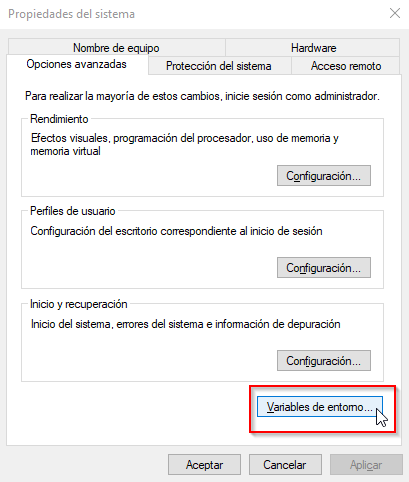 Propiedades del sistema
Nombre de equipo
Hardware
Opciones avanzadas
Protección del sistema
Acceso remoto
Para realizar la mayoría de estos cambios, inicie sesión como administrador.
Rendimiento
Efectos visuales, programación del procesador, uso de memoria y
memoria virtual
Configuración...
Perfiles de usuario
Configuración del escritorio correspondiente al inicio de sesión
Configuración...
Inicio y recuperación
Inicio del sistema, errores del sistema e información de depuración
Configuración...
Variables de entorno...
Aceptar
Cancelar
Aplicar